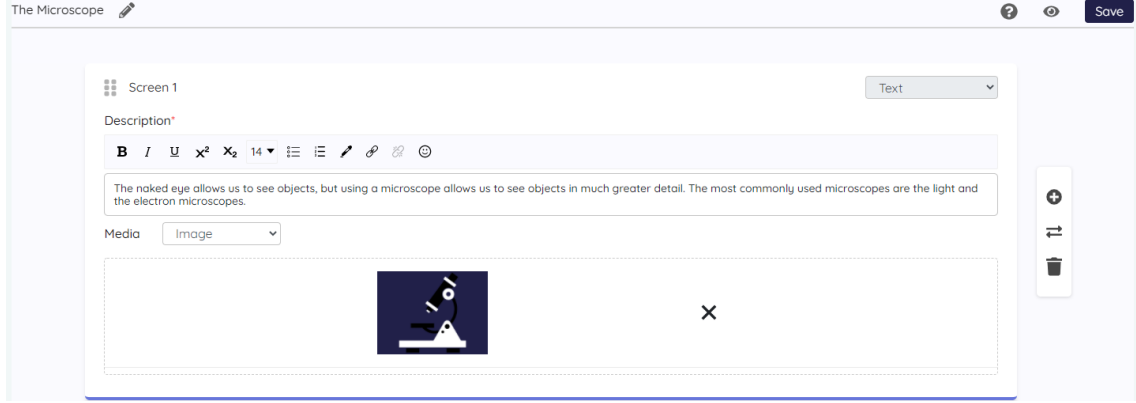 The Microscope
Save
Screen 1
Text
Description*
B I U X² X₂ 14
The naked eye allows us to see objects, but using a microscope allows us to see objects in much greater detail. The most commonly used microscopes are the light and
the electron microscopes.
Media Image